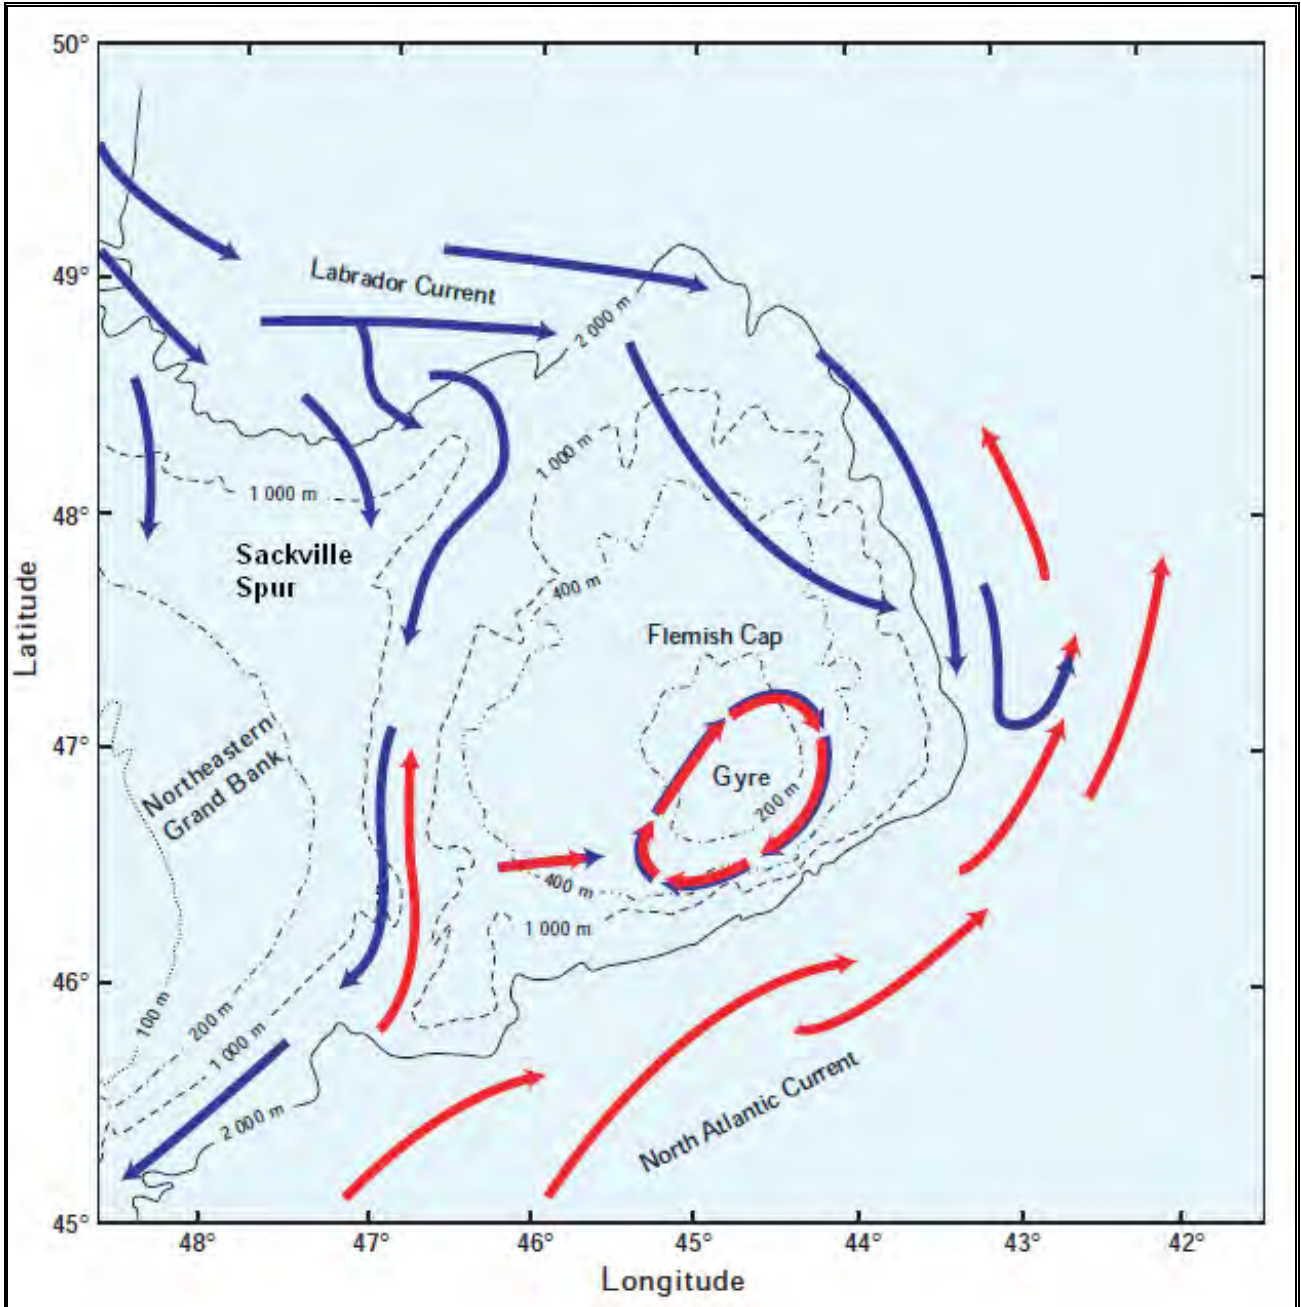 50°
49°
48°
47°
46°
45°
Latitude
Labrador Current
2 000 m
1 000 m
1 000 m
Sackville
Spur
400 m
Flemish Cap
Northeastern
Grand Bank
Gyre
200 m
400 m
1 000 m
100 m
200 m
1 000 m
2 000 m
North Atlantic Current
48°
47°
46°
45°
44°
43°
42°
Longitude